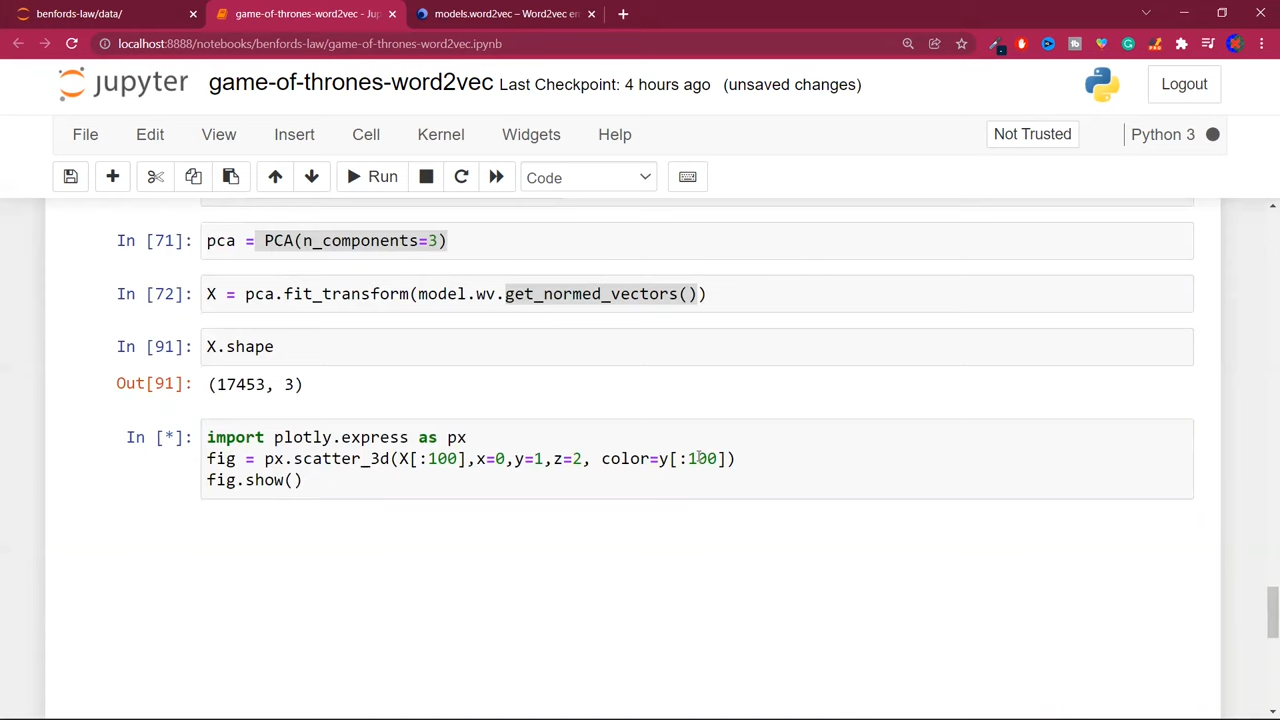 benfords-law/data/
game-of-thrones-word2vec - Jup
models.word2vec – Word2vec em
localhost:8888/notebooks/benfords-law/game-of-thrones-word2vec.ipynb
jupyter game-of-thrones-word2vec Last Checkpoint: 4 hours ago (unsaved changes) Logout
File Edit View Insert Cell Kernel Widgets Help Not Trusted Python 3
Run Code
In [71]: pca = PCA(n_components=3)
In [72]: X = pca.fit_transform(model.wv.get_normed_vectors())
In [91]: X.shape
Out[91]: (17453, 3)
In [*]: import plotly.express as px
fig = px.scatter_3d(X[:100],x=0,y=1,z=2, color=y[:100])
fig.show()